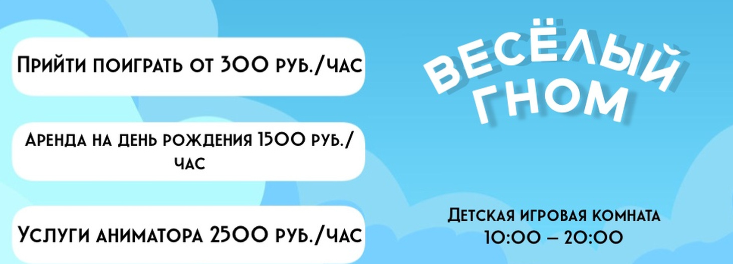 Прийти поиграть от 300 руб./час
Аренда на день рождения 1500 руб./
час
Услуги аниматора 2500 руб./час
ВЕСЁЛЫЙ
ГНОМ
Детская игровая комната
10:00 – 20:00